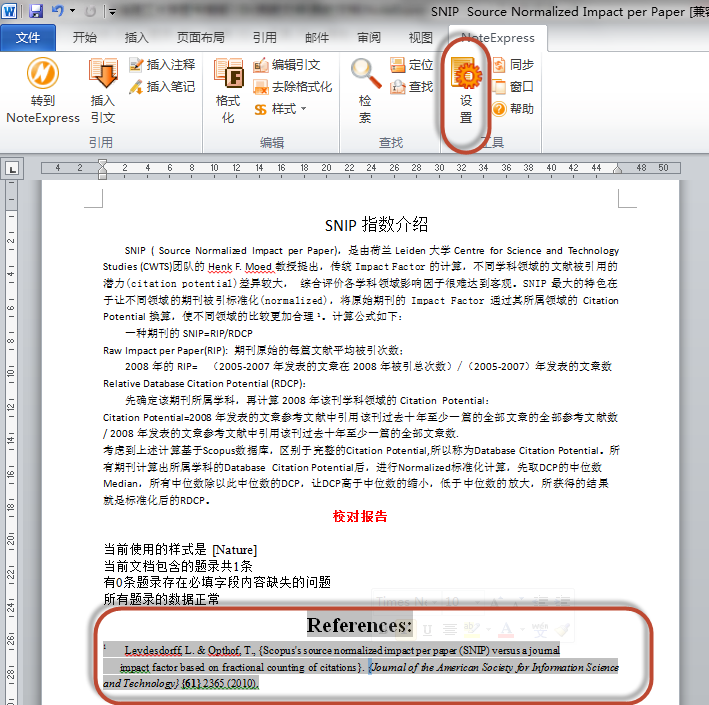 SNIP Source Normalized Impact per Paper [兼容
文件 开始 插入 页面布局 引用 邮件 审阅 视图 NoteExpress
转到 NoteExpress
插入引文
插入注释
插入笔记
引用
格式化
编辑引文
去除格式化
样式
编辑
检索
定位
查找
查找
设置
同步
窗口
帮助
工具
4 2 2 4 6 8 10 12 14 16 18 20 22 24 26 28 30 32 34 36 38 40 42 44 48 50
SNIP 指数介绍
SNIP ( Source Normalized Impact per Paper), 是由荷兰 Leiden 大学 Centre for Science and Technology
Studies (CWTS)团队的 Henk F. Moed 教授提出，传统 Impact Factor 的计算，不同学科领域的文献被引用的
潜力(citation potential)差异较大， 综合评价各学科领域影响因子很难达到客观。SNIP 最大的特色在
于让不同领域的期刊被引标准化(normalized)，将原始期刊的 Impact Factor 通过其所属领域的 Citation
Potential 换算，使不同领域的比较更加合理 1。计算公式如下：
一种期刊的 SNIP=RIP/RDCP
Raw Impact per Paper(RIP): 期刊原始的每篇文献平均被引次数；
2008 年的 RIP= （2005-2007 年发表的文章在 2008 年被引总次数）/（2005-2007）年发表的文章数
Relative Database Citation Potential (RDCP)：
先确定该期刊所属学科，再计算 2008 年该刊学科领域的 Citation Potential：
Citation Potential=2008 年发表的文章参考文献中引用该刊过去十年至少一篇的全部文章的全部参考文献数
/ 2008 年发表的文章参考文献中引用该刊过去十年至少一篇的全部文章数.
考虑到上述计算基于Scopus数据库，区别于完整的Citation Potential,所以称为Database Citation Potential。所
有期刊计算出所属学科的Database Citation Potential后，进行Normalized标准化计算，先取DCP的中位数
Median，所有中位数除以此中位数的DCP，让DCP高于中位数的缩小，低于中位数的放大，所获得的结果
就是标准化后的RDCP。
校对报告
当前使用的样式是 [Nature]
当前文档包含的题录共1条
有0条题录存在必填字段内容缺失的问题
所有题录的数据正常
References:
1 Leydesdorff, L. & Opthof, T., {Scopus's source normalized impact per paper (SNIP) versus a journal
impact factor based on fractional counting of citations}. {Journal of the American Society for Information Science
and Technology} {61} 2365 (2010).